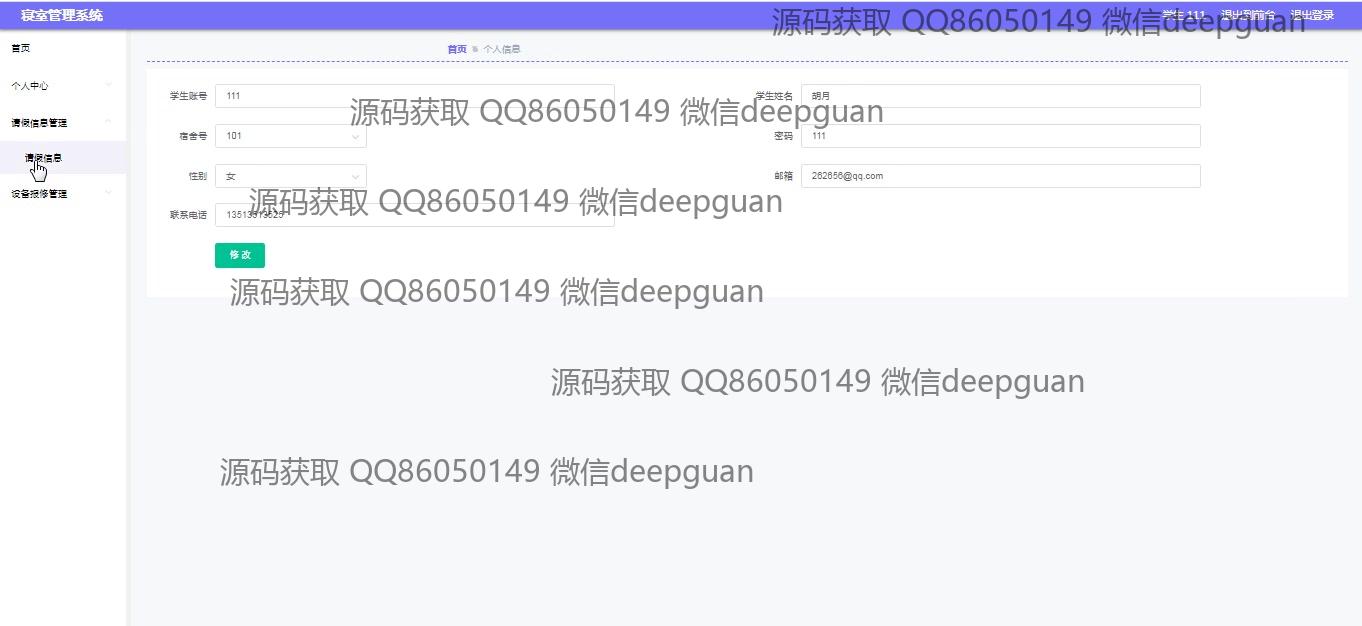 寝室管理系统
学生 111 退出到前台 退出登录
源码获取 QQ86050149 微信deepguan
首页
首页 个人信息
个人中心
学生账号 111
学生姓名 胡月
源码获取 QQ86050149 微信deepguan
请假信息管理
宿舍号 101
密码 111
请假信息
性别 女
邮箱 262656@qq.com
设备报修管理
源码获取 QQ86050149 微信deepguan
联系电话
修改
源码获取 QQ86050149 微信deepguan
源码获取 QQ86050149 微信deepguan
源码获取 QQ86050149 微信deepguan